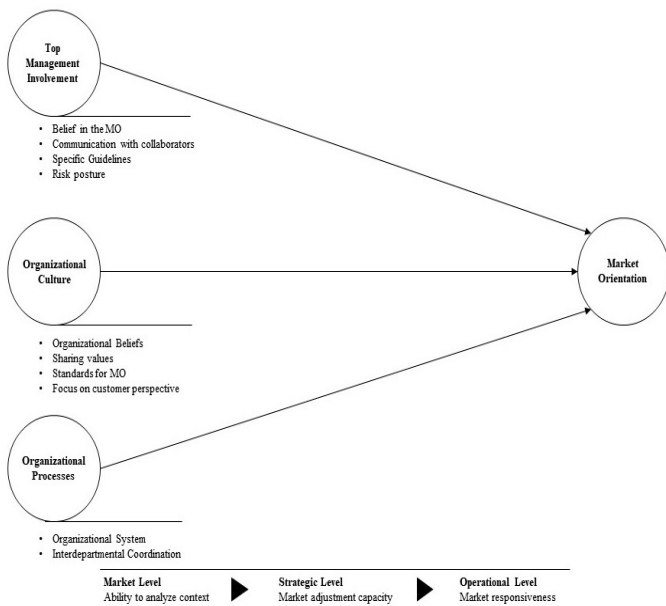 Top
Management
Involvement
• Belief in the MO
• Communication with collaborators
• Specific Guidelines
• Risk posture
Organizational
Culture
Market
Orientation
• Organizational Beliefs
• Sharing values
• Standards for MO
• Focus on customer perspective
Organizational
Processes
• Organizational System
• Interdepartmental Coordination
Market Level
Ability to analyze context
Strategic Level
Market adjustment capacity
Operational Level
Market responsiveness